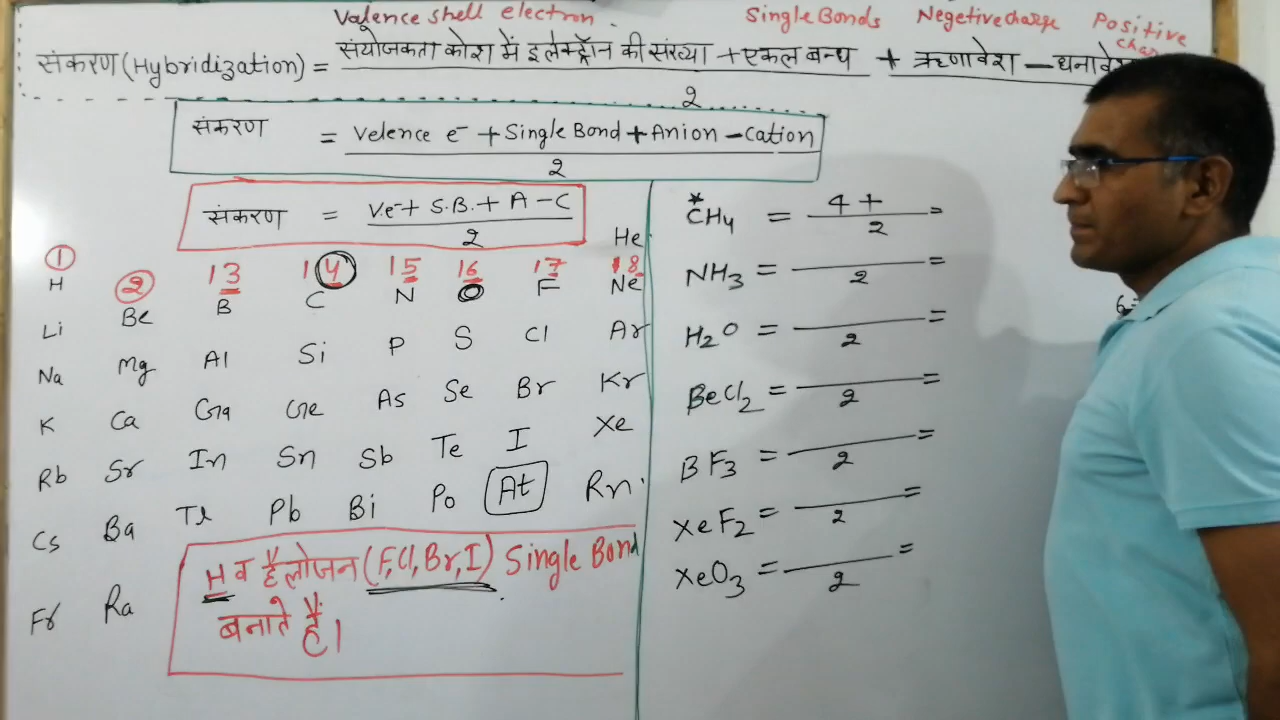 Valence shell electron. Single Bonds Negetive charge Positive
संकरण (Hybridization) = संयोजकता कोश में इलेक्ट्रॉन की संख्या + एकल बन्ध + ऋणावेश –
2
संकरण = Velence e⁻ + Single Bond + Anion – Cation
2
संकरण = Ve⁻ + S.B. + A – C
2
He
1 2 13 14 15 16 17 18
H Be B C N O F Ne
Li Mg Al Si P S Cl Ar
Na Ca Ga Ge As Se Br Kr
K Sr In Sn Sb Te I Xe
Rb Ba Tl Pb Bi Po At Rn
Cs Ra
Fr
H व हैलोजन (F, Cl, Br, I) Single Bond
बनाते हैं।
*
CH4 = 4 + =
2
NH3 = =
2
H2O = =
2
BeCl2 = =
2
BF3 = =
2
XeF2 = =
2
XeO3 = =
2